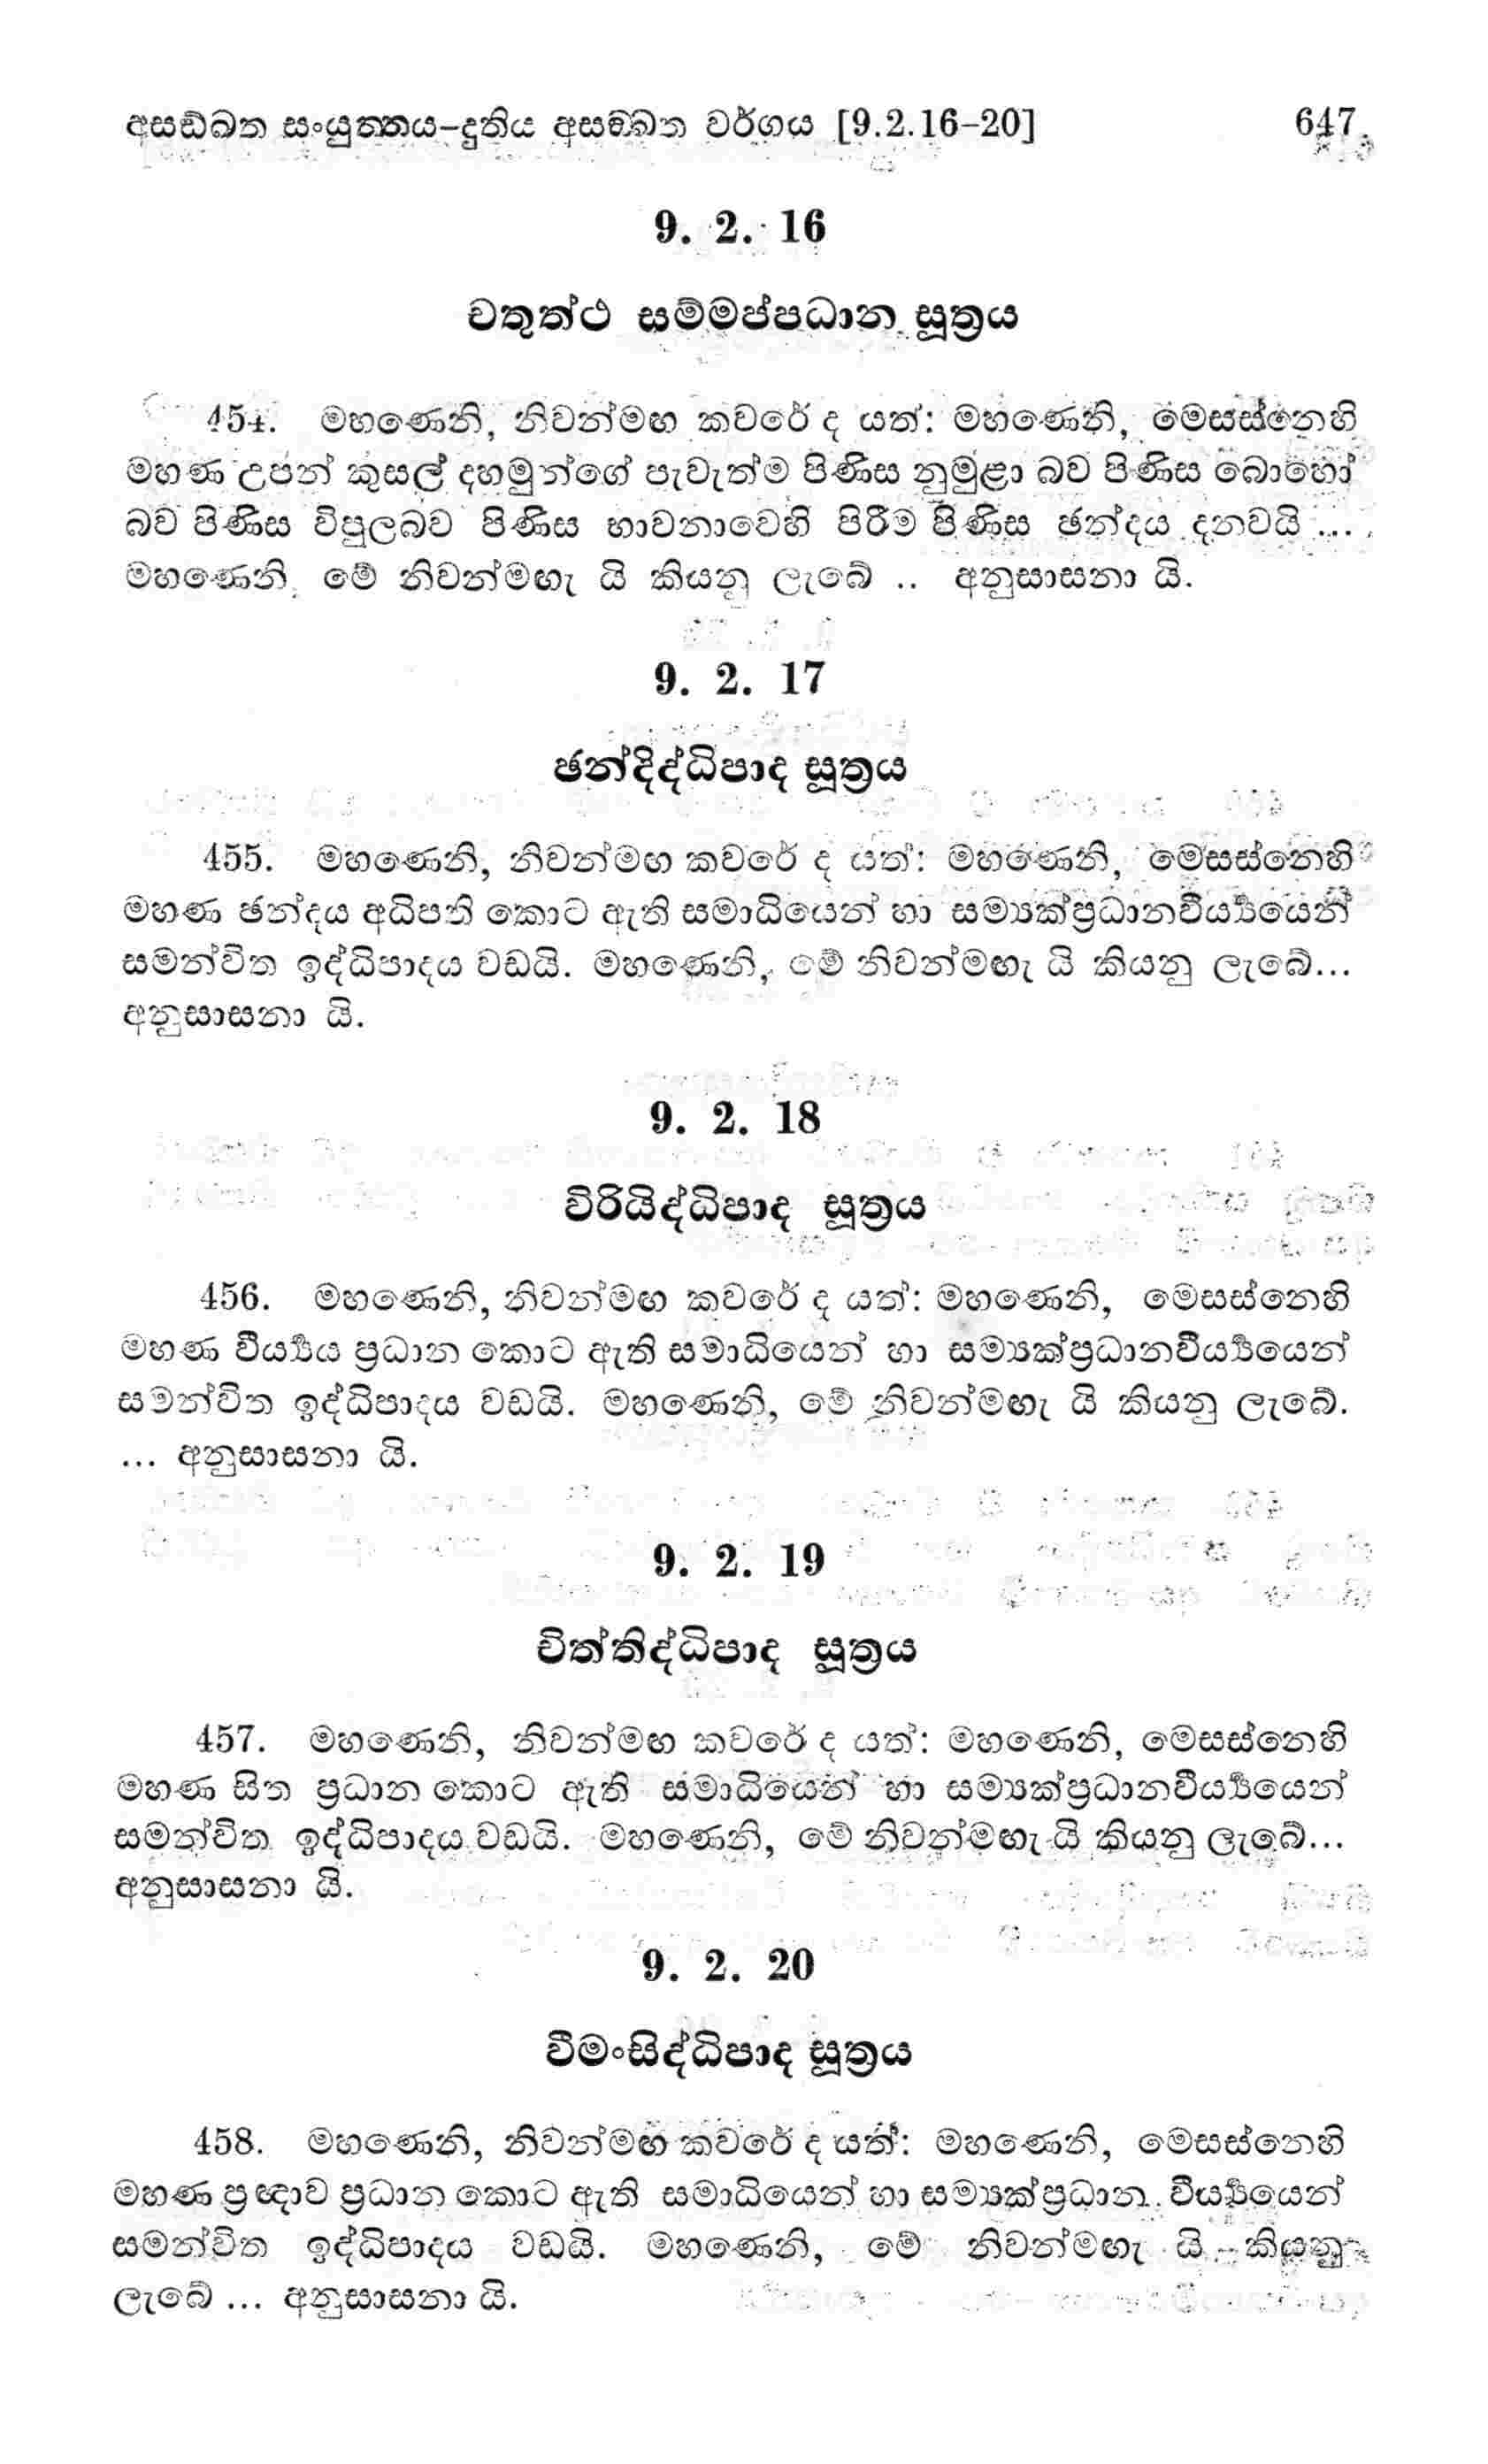 අසඞ්ඛත සංයුත්තය-දුතිය අසඞ්ඛත වර්ගය [9.2.16-20] 647
9. 2. 16
චතුත්ථ සම්මප්පධාන සූත්‍රය
454. මහණෙනි, නිවන්මඟ කවරේ ද යත්: මහණෙනි, මෙසස්නෙහි
මහණ උපන් කුසල් දහමුන්ගේ පැවැත්ම පිණිස නුමුළා බව පිණිස බොහෝ
බව පිණිස විපුලබව පිණිස භාවනාවෙහි පිරීම පිණිස ඡන්දය දනවයි ...
මහණෙනි, මේ නිවන්මඟැ යි කියනු ලැබේ .. අනුසාසනා යි.
9. 2. 17
ඡන්දිද්ධිපාද සූත්‍රය
455. මහණෙනි, නිවන්මඟ කවරේ ද යත්: මහණෙනි, මෙසස්නෙහි
මහණ ඡන්දය අධිපති කොට ඇති සමාධියෙන් හා සම්‍යක්ප්‍රධානවීර්‍ය්‍යයෙන්
සමන්විත ඉද්ධිපාදය වඩයි. මහණෙනි, මේ නිවන්මඟැ යි කියනු ලැබේ...
අනුසාසනා යි.
9. 2. 18
විරියිද්ධිපාද සූත්‍රය
456. මහණෙනි, නිවන්මඟ කවරේ ද යත්: මහණෙනි, මෙසස්නෙහි
මහණ වීර්‍ය්‍යය ප්‍රධාන කොට ඇති සමාධියෙන් හා සම්‍යක්ප්‍රධානවීර්‍ය්‍යයෙන්
සමන්විත ඉද්ධිපාදය වඩයි. මහණෙනි, මේ නිවන්මඟැ යි කියනු ලැබේ.
... අනුසාසනා යි.
9. 2. 19
චිත්තිද්ධිපාද සූත්‍රය
457. මහණෙනි, නිවන්මඟ කවරේ ද යත්: මහණෙනි, මෙසස්නෙහි
මහණ සිත ප්‍රධාන කොට ඇති සමාධියෙන් හා සම්‍යක්ප්‍රධානවීර්‍ය්‍යයෙන්
සමන්විත ඉද්ධිපාදය වඩයි. මහණෙනි, මේ නිවන්මඟැ යි කියනු ලැබේ...
අනුසාසනා යි.
9. 2. 20
වීමංසිද්ධිපාද සූත්‍රය
458. මහණෙනි, නිවන්මඟ කවරේ ද යත්: මහණෙනි, මෙසස්නෙහි
මහණ ප්‍රඥාව ප්‍රධාන කොට ඇති සමාධියෙන් හා සම්‍යක්ප්‍රධාන වීර්‍ය්‍යයෙන්
සමන්විත ඉද්ධිපාදය වඩයි. මහණෙනි, මේ නිවන්මඟැ යි කියනු
ලැබේ ... අනුසාසනා යි.